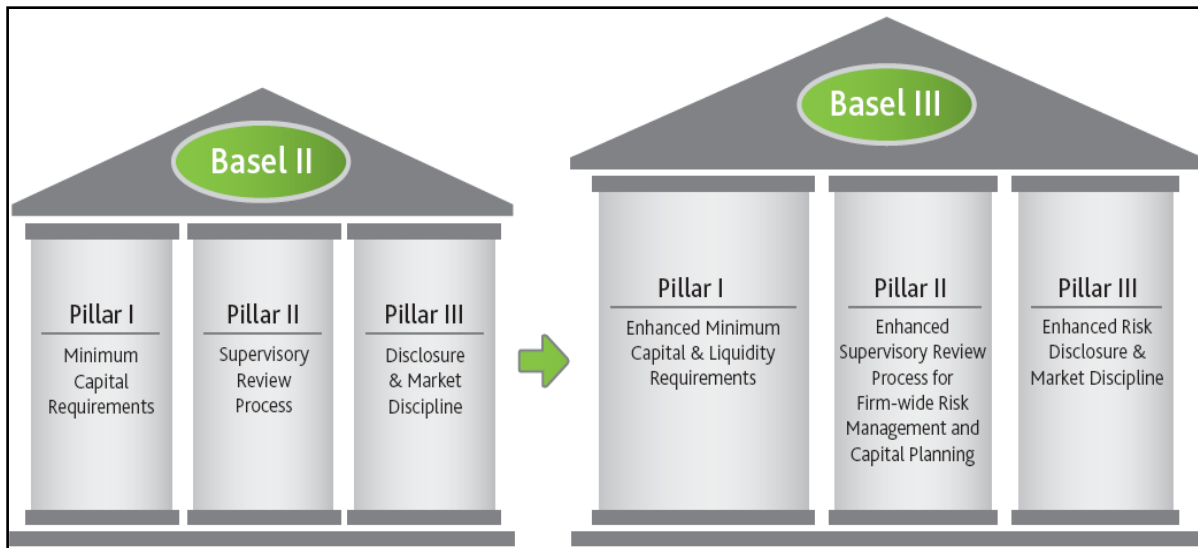 Basel II
Pillar I
Minimum
Capital
Requirements
Pillar II
Supervisory
Review
Process
Pillar III
Disclosure
& Market
Discipline
Basel III
Pillar I
Enhanced Minimum
Capital & Liquidity
Requirements
Pillar II
Enhanced
Supervisory Review
Process for
Firm-wide Risk
Management and
Capital Planning
Pillar III
Enhanced Risk
Disclosure &
Market Discipline